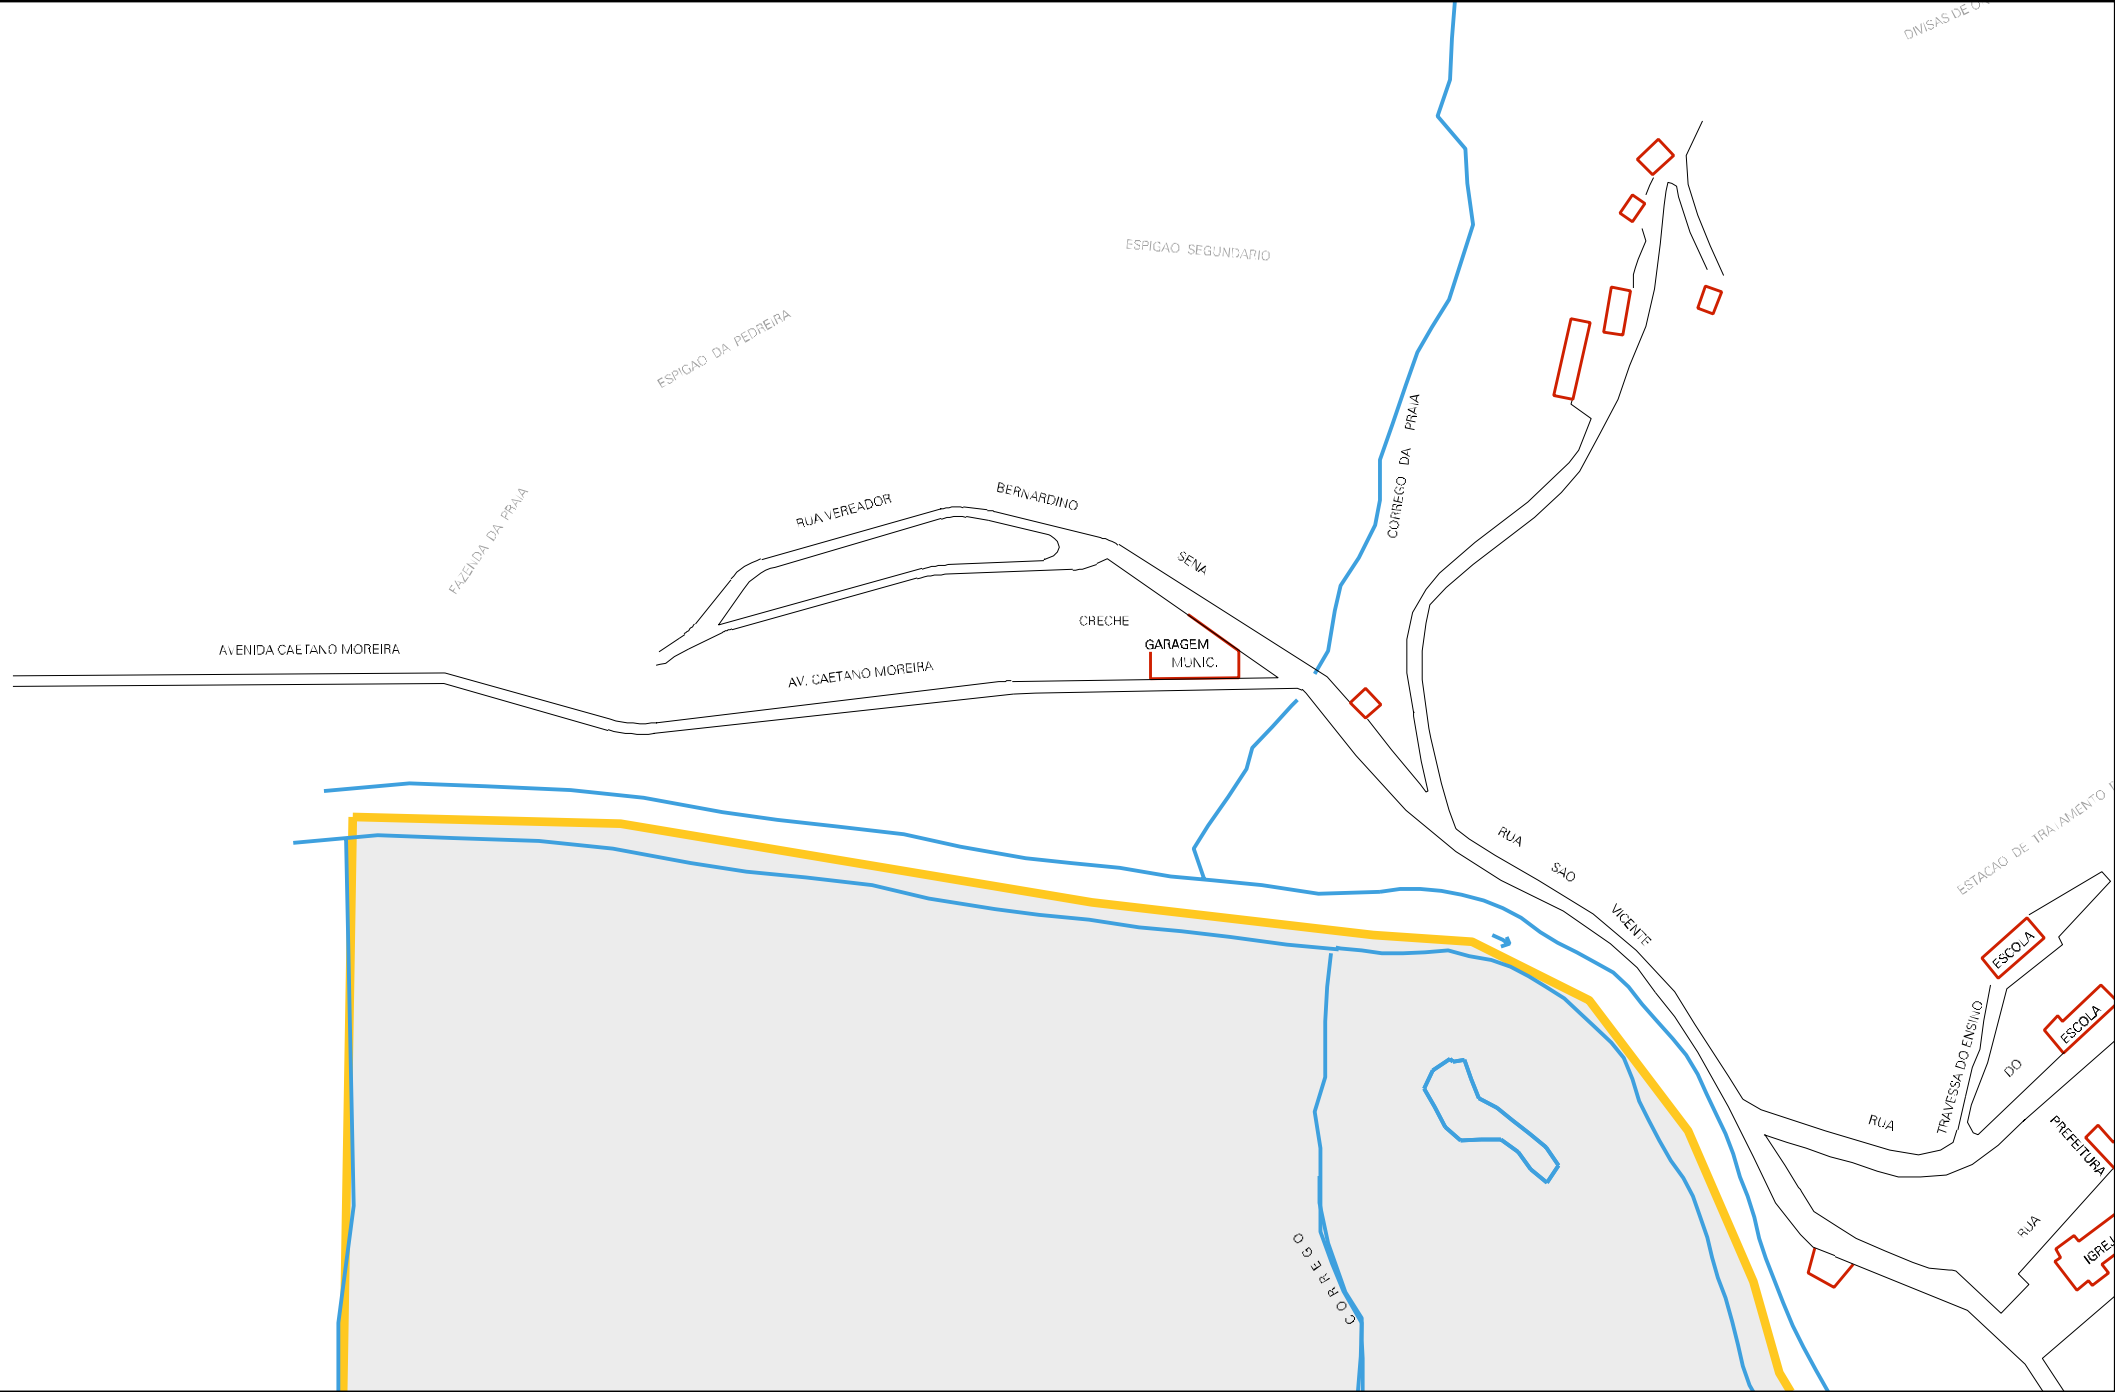 DIVISAS DE
ESPIGAO SEGUNDARIO
ESPIGAO DA PEDREIRA
CORREGO DA PRAIA
FAZENDA DA PRAIA
RUA VEREADOR
BERNARDINO
SENA
CRECHE
GARAGEM
MUNIC.
AVENIDA CAETANO MOREIRA
AV. CAETANO MOREIRA
RUA
SAO
VICENTE
ESTACAO DE TRATAMENTO
ESCOLA
ESCOLA
TRAVESSA DO ENSINO
DO
RUA
PREFEITURA
RUA
IGREJ
CORREGO